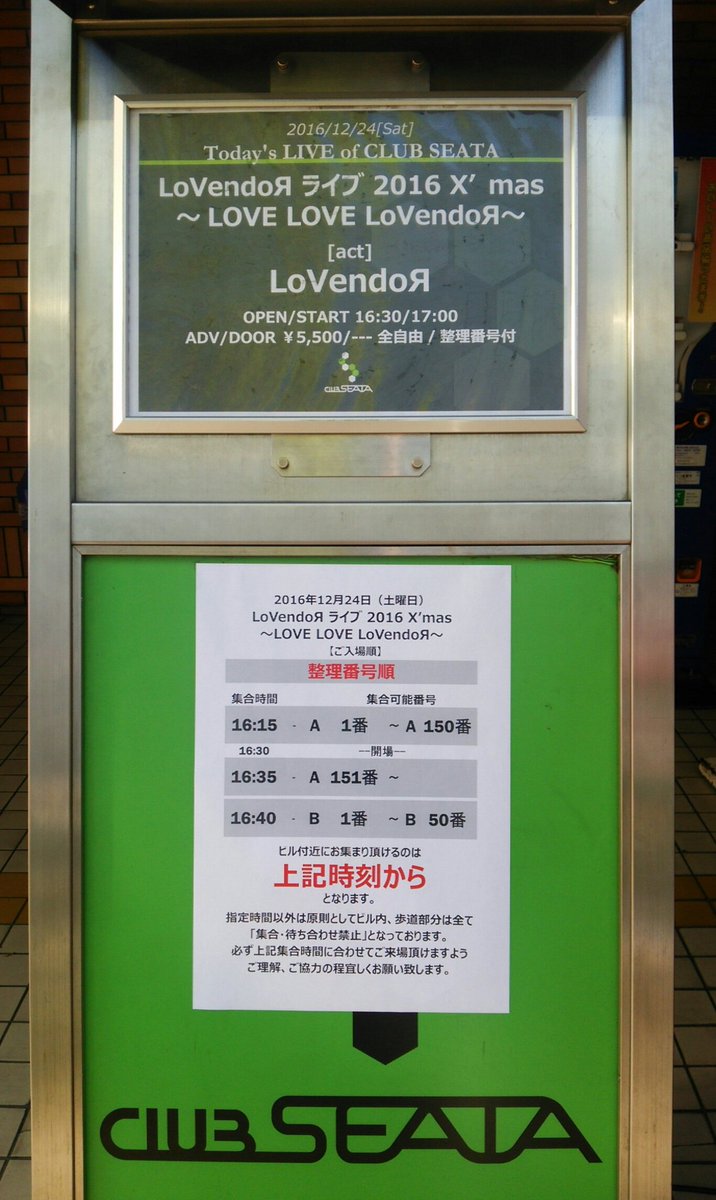 2016/12/24[Sat]
Today's LIVE of CLUB SEATA
LoVendoЯ ライブ 2016 X’mas
～ LOVE LOVE LoVendoЯ～
[act]
LoVendoЯ
OPEN/START 16:30/17:00
ADV/DOOR ￥5,500/--- 全自由 / 整理番号付
CLUB SEATA
2016年12月24日（土曜日）
LoVendoЯ ライブ 2016 X’mas
～LOVE LOVE LoVendoЯ～
【ご入場順】
整理番号順
集合時間 集合可能番号
16:15 - A 1番 ～ A 150番
16:30 ―開場―
16:35 - A 151番 ～
16:40 - B 1番 ～ B 50番
ビル付近にお集まり頂けるのは
上記時刻から
となります。
指定時間以外は原則としてビル内、歩道部分は全て
「集合・待ち合わせ禁止」となっております。
必ず上記集合時間に合わせてご来場頂けますよう
ご理解、ご協力の程宜しくお願い致します。
CLUB SEATA